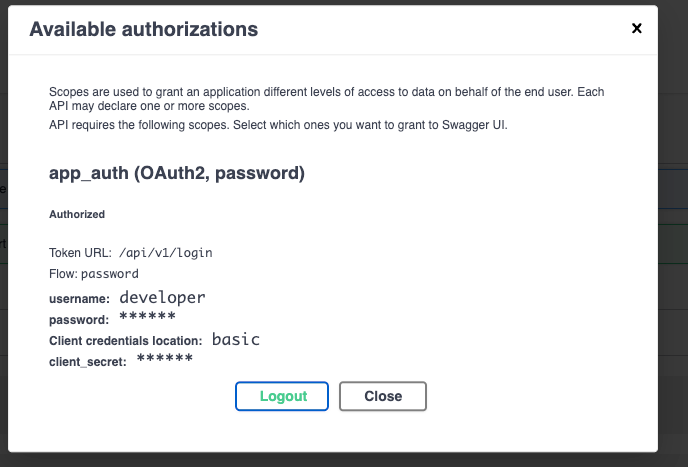 Available authorizations
Scopes are used to grant an application different levels of access to data on behalf of the end user. Each
API may declare one or more scopes.
API requires the following scopes. Select which ones you want to grant to Swagger UI.
app_auth (OAuth2, password)
Authorized
Token URL: /api/v1/login
Flow: password
username: developer
password: ******
Client credentials location: basic
client_secret: ******
Logout Close